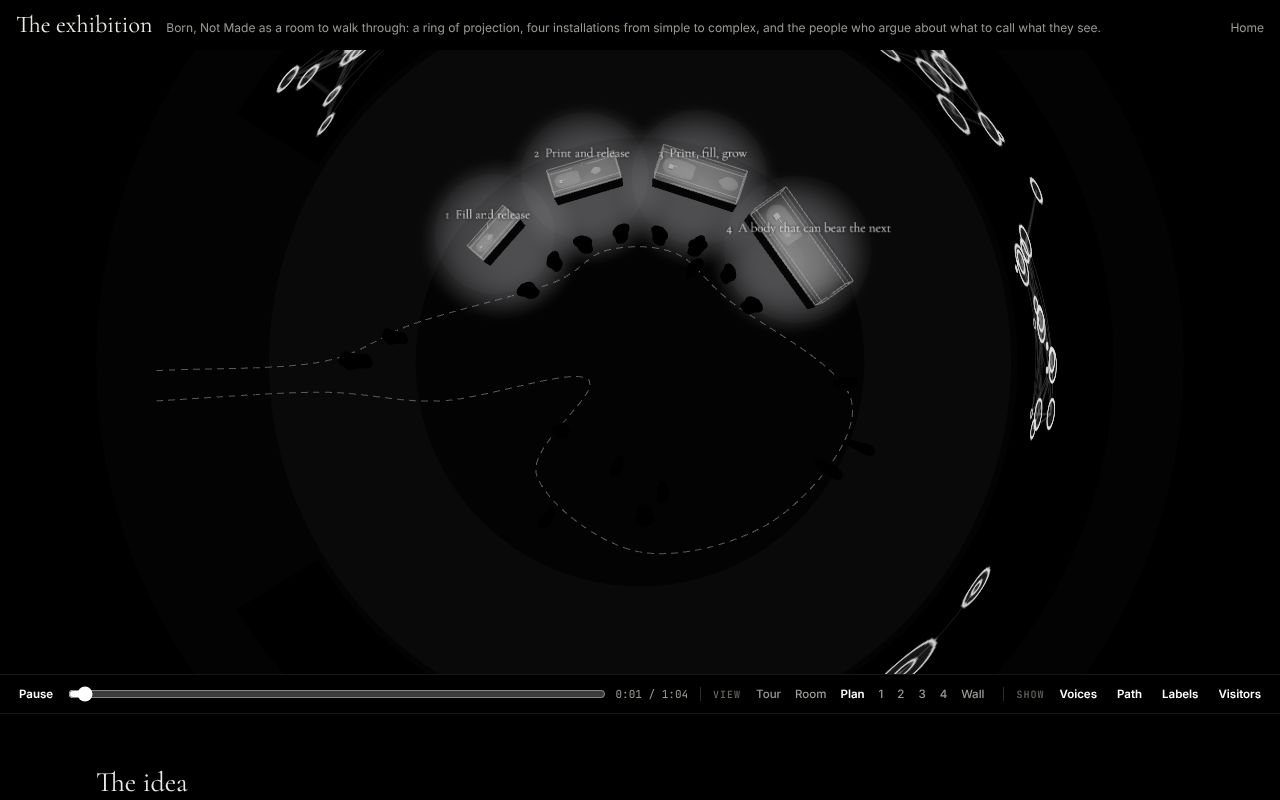 The exhibition
Born, Not Made as a room to walk through: a ring of projection, four installations from simple to complex, and the people who argue about what to call what they see.
Home
2 Print and release
3 Print, fill, grow
1 Fill and release
4 A body that can bear the next
Pause
0:01 / 1:04
VIEW Tour Room Plan 1 2 3 4 Wall
SHOW Voices Path Labels Visitors
The idea